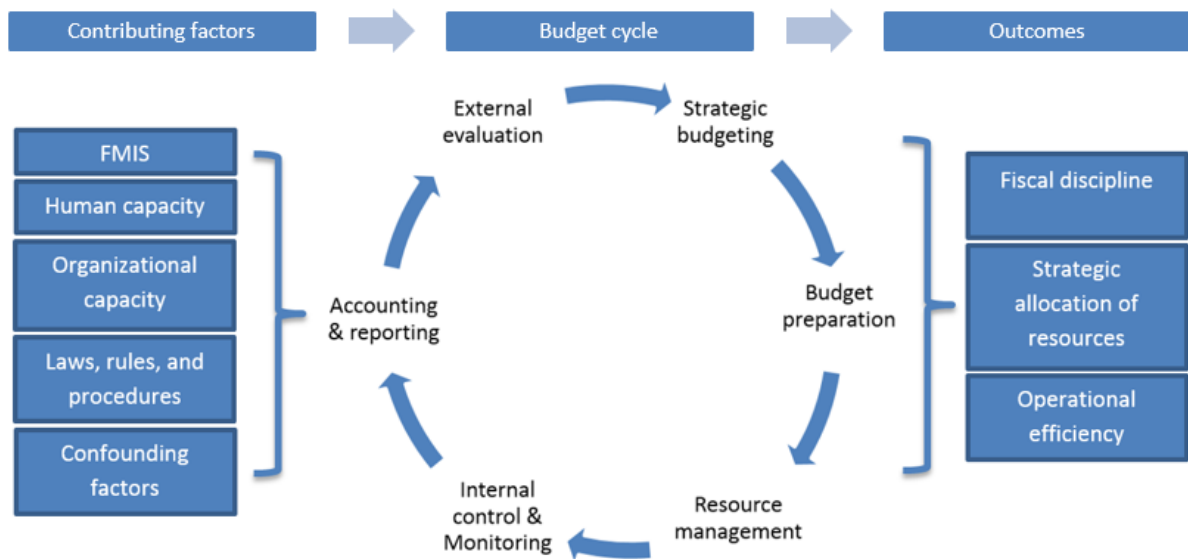 Contributing factors
Budget cycle
Outcomes
External
evaluation
Strategic
budgeting
FMIS
Human capacity
Organizational
capacity
Laws, rules, and
procedures
Confounding
factors
Accounting
& reporting
Budget
preparation
Internal
control &
Monitoring
Resource
management
Fiscal discipline
Strategic
allocation of
resources
Operational
efficiency